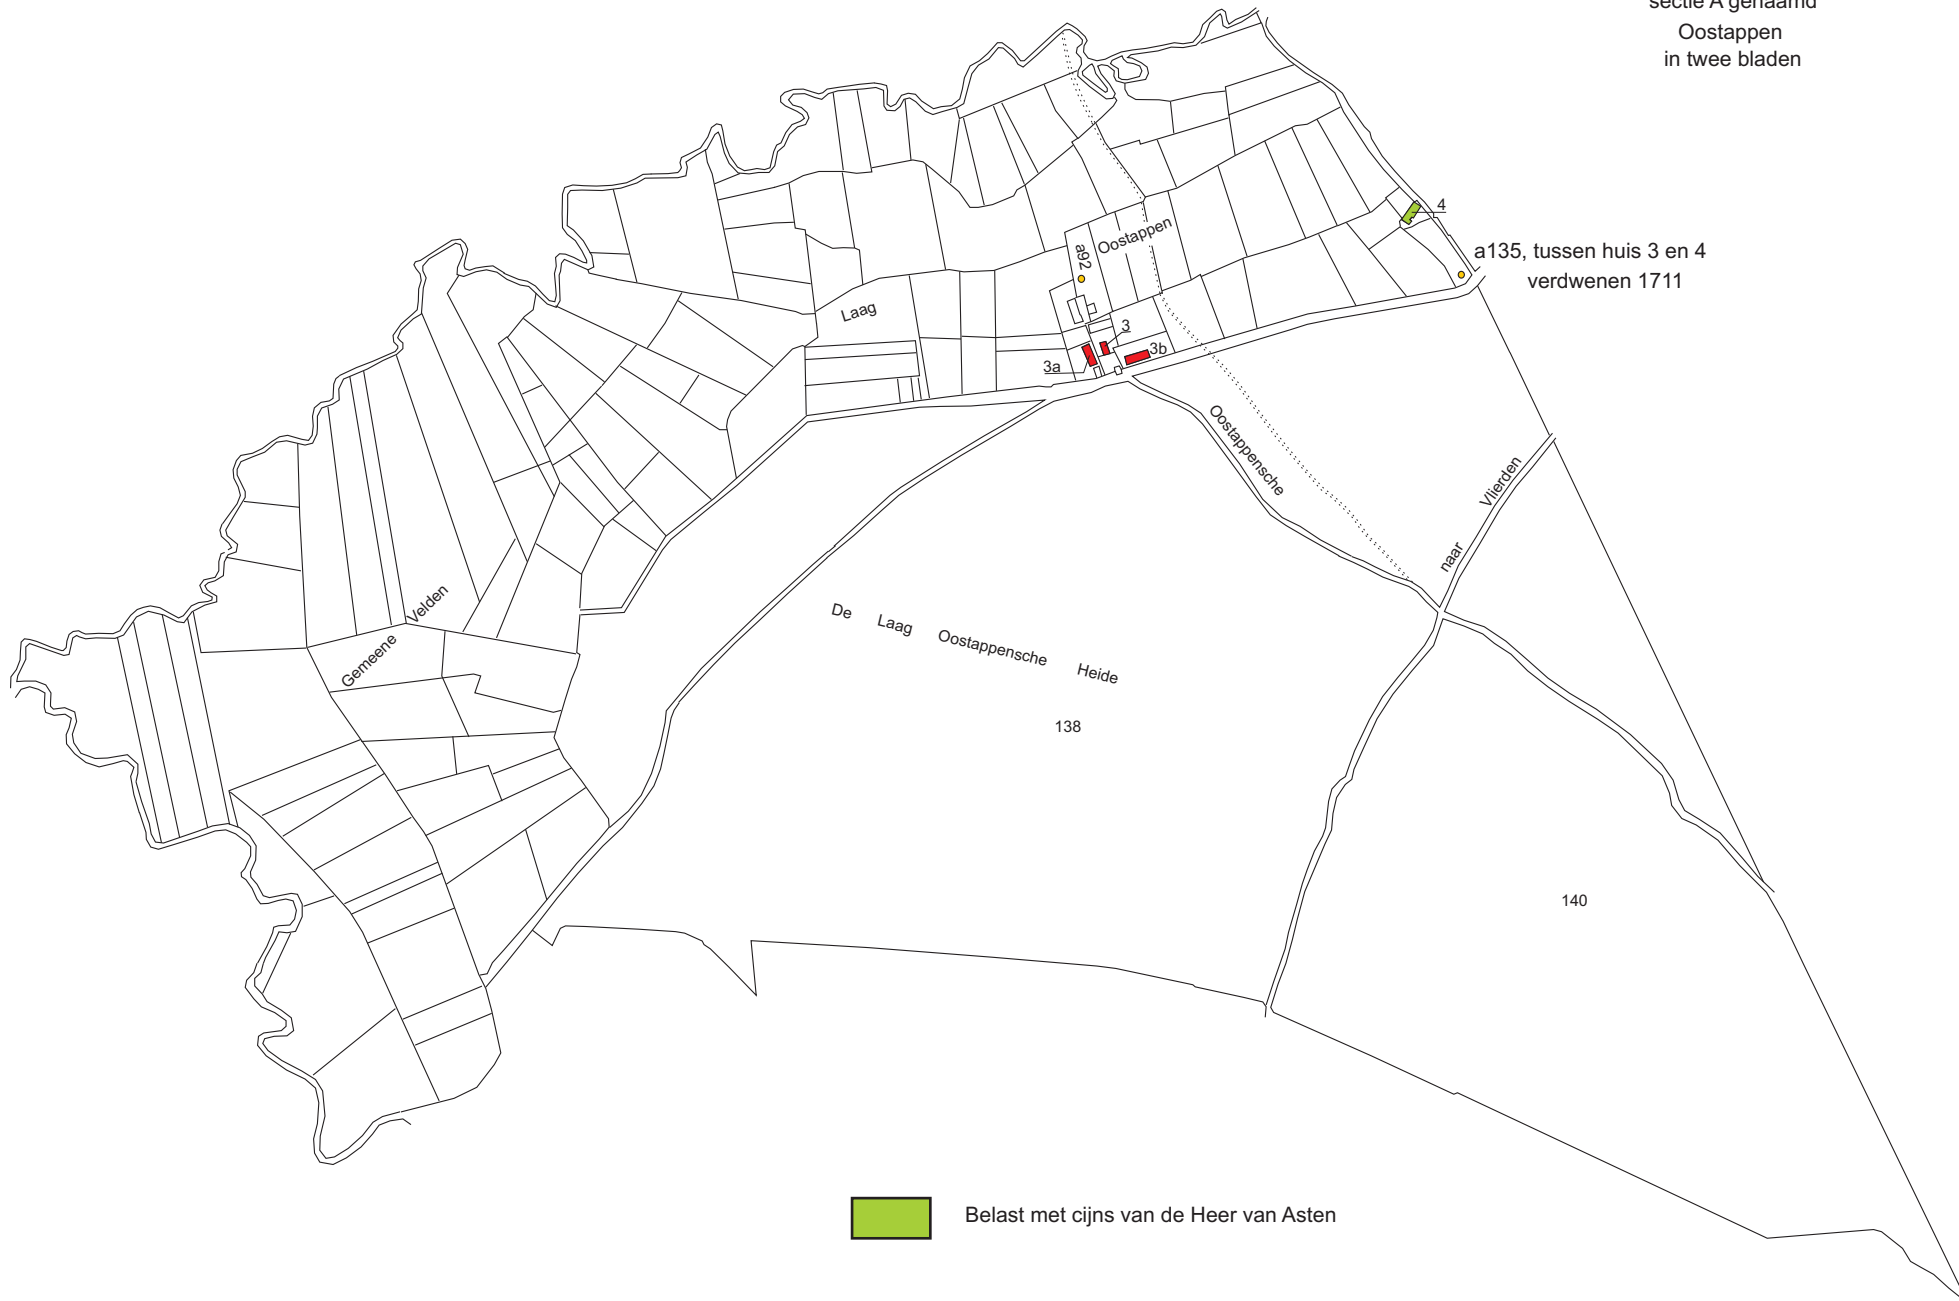 sectie A genaamd
Oostappen
in twee bladen
4
a135, tussen huis 3 en 4
verdwenen 1711
Oostappen
a92
Laag
3
3b
3a
Oostappensche
naar Vlierden
Gemeene Velden
De Laag Oostappensche Heide
138
140
Belast met cijns van de Heer van Asten